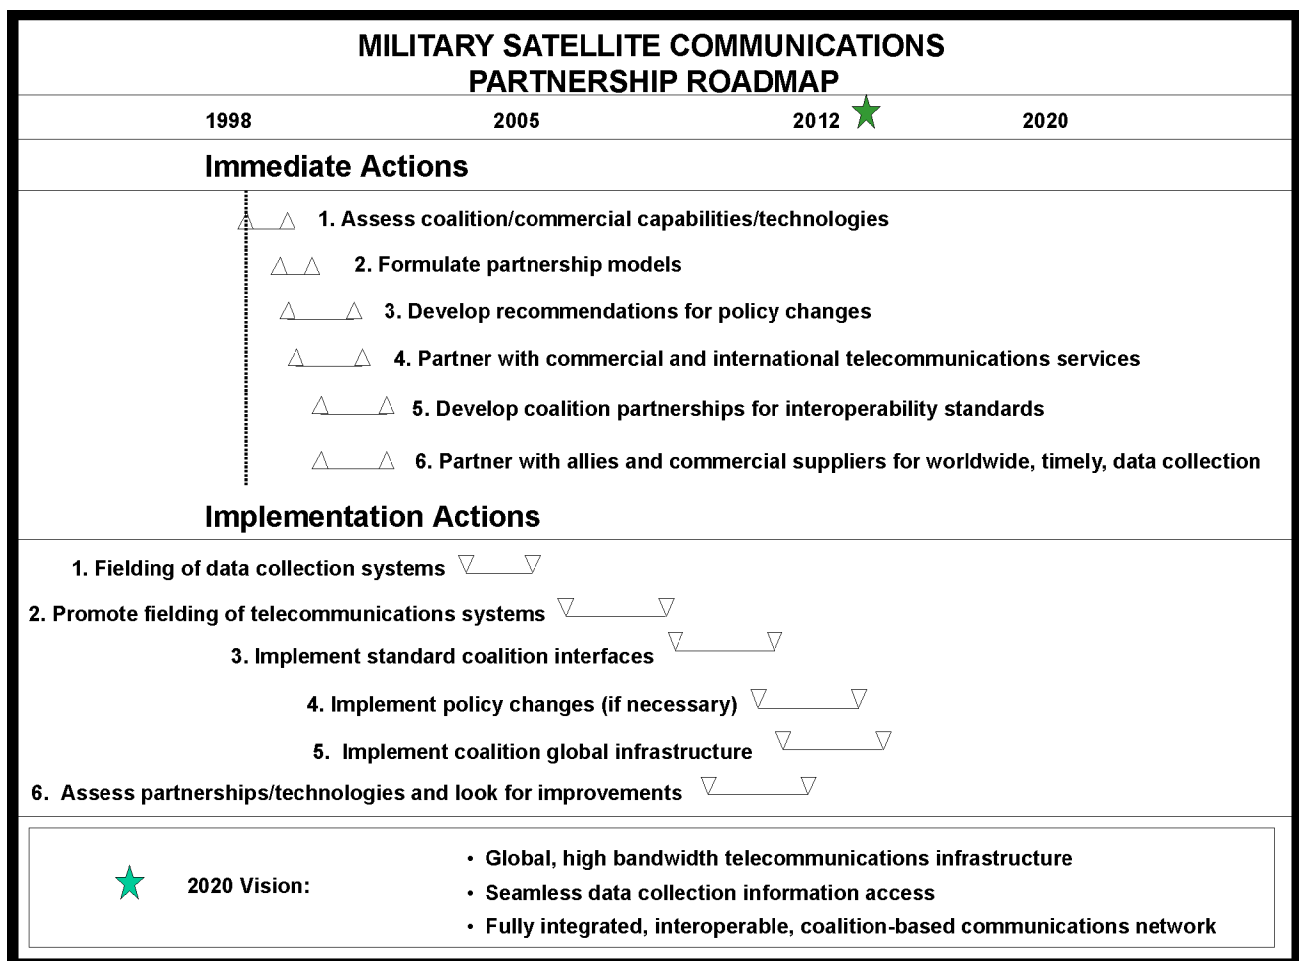 MILITARY SATELLITE COMMUNICATIONS
PARTNERSHIP ROADMAP
1998 2005 2012 2020
Immediate Actions
1. Assess coalition/commercial capabilities/technologies
2. Formulate partnership models
3. Develop recommendations for policy changes
4. Partner with commercial and international telecommunications services
5. Develop coalition partnerships for interoperability standards
6. Partner with allies and commercial suppliers for worldwide, timely, data collection
Implementation Actions
1. Fielding of data collection systems
2. Promote fielding of telecommunications systems
3. Implement standard coalition interfaces
4. Implement policy changes (if necessary)
5. Implement coalition global infrastructure
6. Assess partnerships/technologies and look for improvements
2020 Vision:
• Global, high bandwidth telecommunications infrastructure
• Seamless data collection information access
• Fully integrated, interoperable, coalition-based communications network